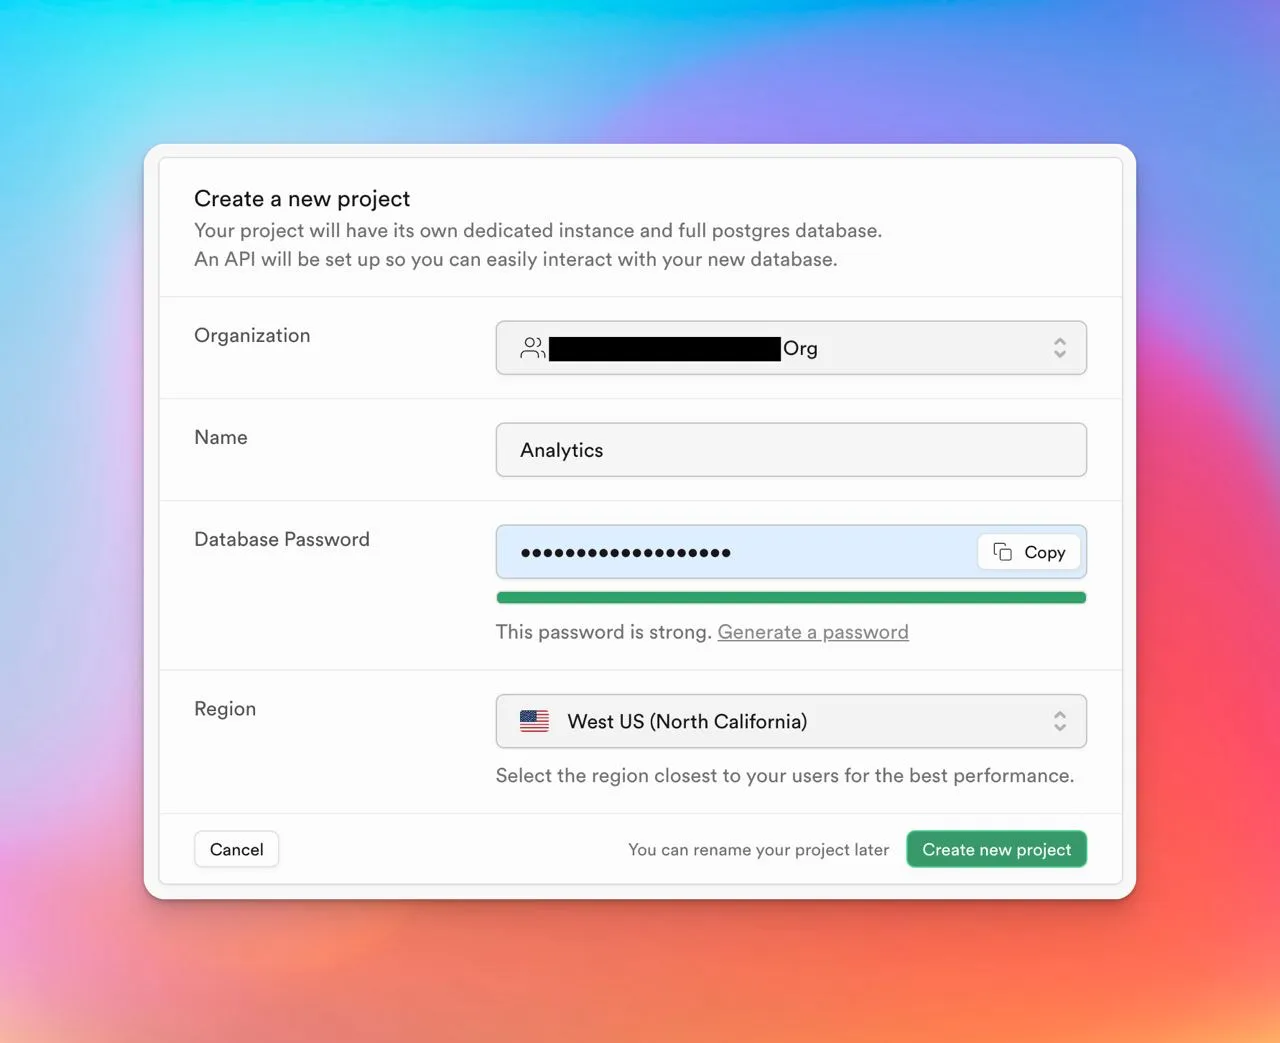 Create a new project
Your project will have its own dedicated instance and full postgres database.
An API will be set up so you can easily interact with your new database.
Organization
Org
Name
Analytics
Database Password
•••••••••••••••••••
Copy
This password is strong. Generate a password
Region
West US (North California)
Select the region closest to your users for the best performance.
Cancel
You can rename your project later
Create new project